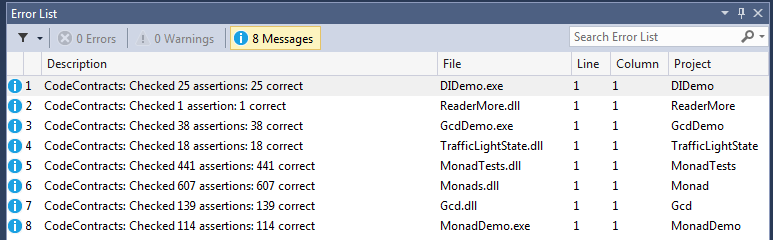 Error List
0 Errors 0 Warnings 8 Messages Search Error List
Description File Line Column Project
1 CodeContracts: Checked 25 assertions: 25 correct DIDemo.exe 1 1 DIDemo
2 CodeContracts: Checked 1 assertion: 1 correct ReaderMore.dll 1 1 ReaderMore
3 CodeContracts: Checked 38 assertions: 38 correct GcdDemo.exe 1 1 GcdDemo
4 CodeContracts: Checked 18 assertions: 18 correct TrafficLightState.dll 1 1 TrafficLightState
5 CodeContracts: Checked 441 assertions: 441 correct MonadTests.dll 1 1 MonadTests
6 CodeContracts: Checked 607 assertions: 607 correct Monads.dll 1 1 Monad
7 CodeContracts: Checked 139 assertions: 139 correct Gcd.dll 1 1 Gcd
8 CodeContracts: Checked 114 assertions: 114 correct MonadDemo.exe 1 1 MonadDemo